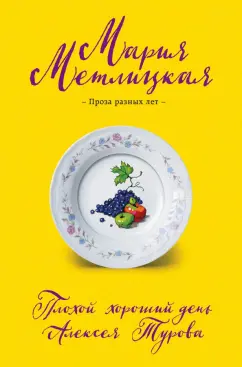 Мария
Метлицкая
– Проза разных лет –
Плохой хороший день
Алексея Турова